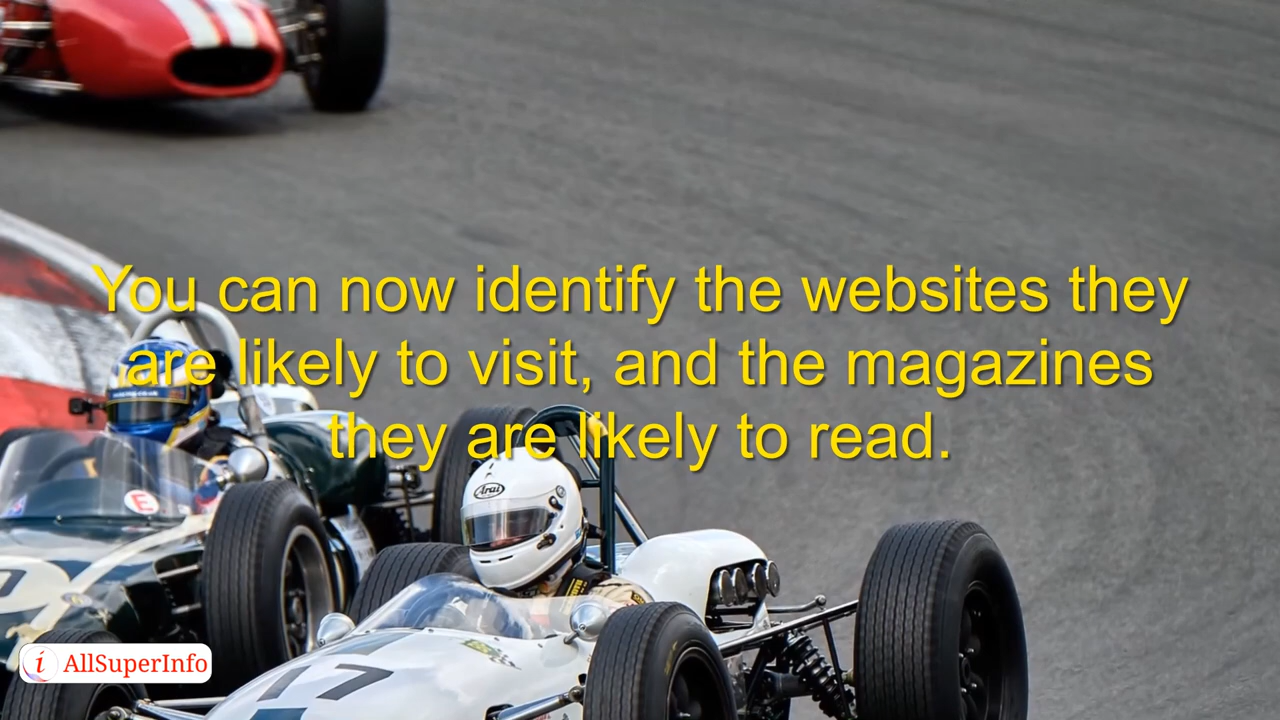 You can now identify the websites they
are likely to visit, and the magazines
they are likely to read.
Arai
E
17
i AllSuperInfo